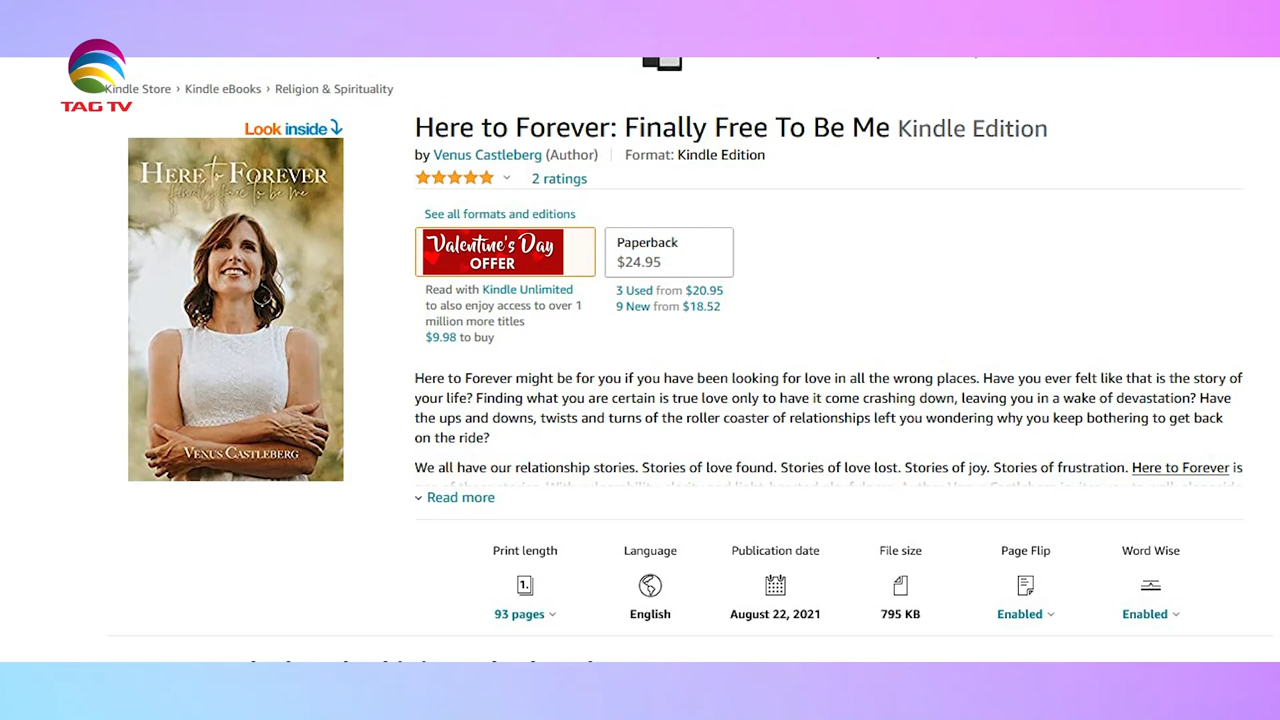 TAG TV
Kindle Store › Kindle eBooks › Religion & Spirituality
Look inside
HERE to FOREVER
finally free to be me
VENUS CASTLEBERG
Here to Forever: Finally Free To Be Me Kindle Edition
by Venus Castleberg (Author) Format: Kindle Edition
2 ratings
See all formats and editions
Valentine's Day
OFFER
Read with Kindle Unlimited
to also enjoy access to over 1
million more titles
$9.98 to buy
Paperback
$24.95
3 Used from $20.95
9 New from $18.52
Here to Forever might be for you if you have been looking for love in all the wrong places. Have you ever felt like that is the story of
your life? Finding what you are certain is true love only to have it come crashing down, leaving you in a wake of devastation? Have
the ups and downs, twists and turns of the roller coaster of relationships left you wondering why you keep bothering to get back
on the ride?
We all have our relationship stories. Stories of love found. Stories of love lost. Stories of joy. Stories of frustration. Here to Forever is
Read more
Print length
1.
93 pages
Language
English
Publication date
August 22, 2021
File size
795 KB
Page Flip
Enabled
Word Wise
Enabled